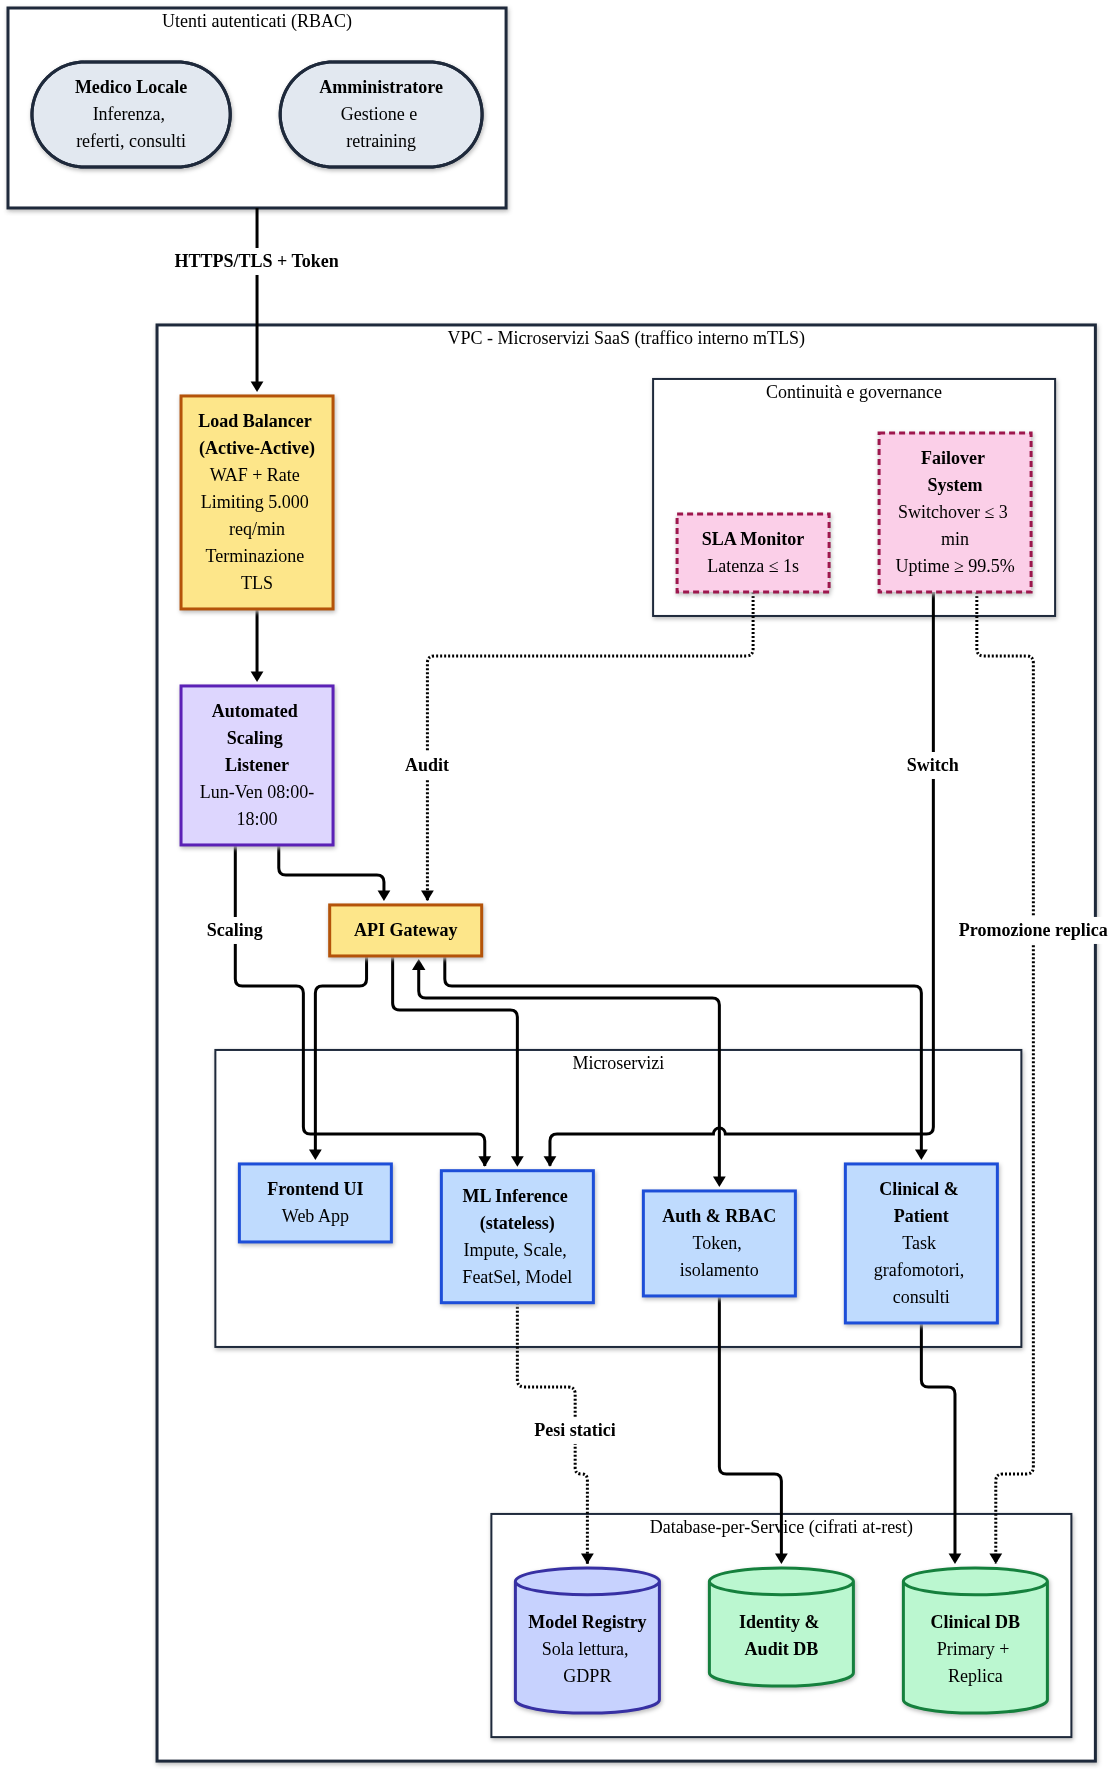 Utenti autenticati (RBAC)
Medico Locale
Inferenza,
referti, consulti
Amministratore
Gestione e
retraining
HTTPS/TLS + Token
VPC - Microservizi SaaS (traffico interno mTLS)
Load Balancer
(Active-Active)
WAF + Rate
Limiting 5.000
req/min
Terminazione
TLS
Continuità e governance
SLA Monitor
Latenza ≤ 1s
Failover
System
Switchover ≤ 3
min
Uptime ≥ 99.5%
Automated
Scaling
Listener
Lun-Ven 08:00-
18:00
Audit
Switch
Scaling
API Gateway
Promozione replica
Microservizi
Frontend UI
Web App
ML Inference
(stateless)
Impute, Scale,
FeatSel, Model
Auth & RBAC
Token,
isolamento
Clinical &
Patient
Task
grafomotori,
consulti
Pesi statici
Database-per-Service (cifrati at-rest)
Model Registry
Sola lettura,
GDPR
Identity &
Audit DB
Clinical DB
Primary +
Replica